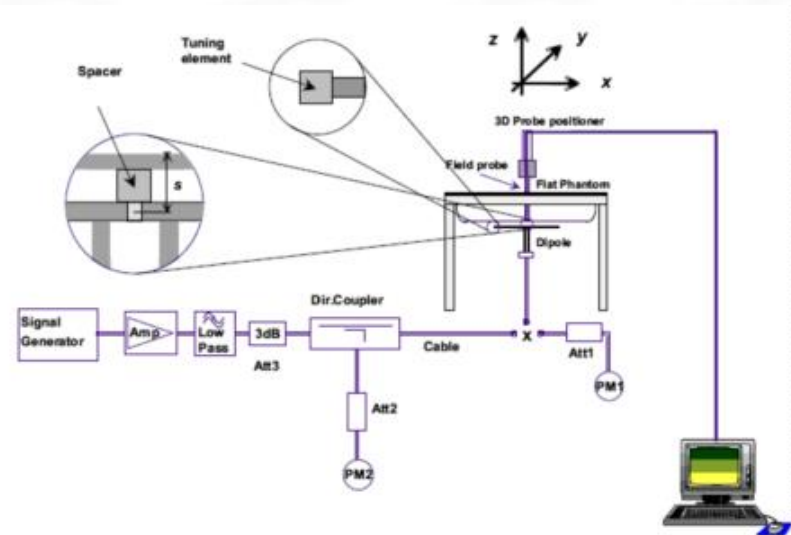 Tuning
element
Spacer
s
z
y
x
3D Probe positioner
Field probe
Flat Phantom
Dipole
Signal
Generator
Amp
Low
Pass
3dB
Att3
Dir.Coupler
Cable
X
Att1
PM1
Att2
PM2